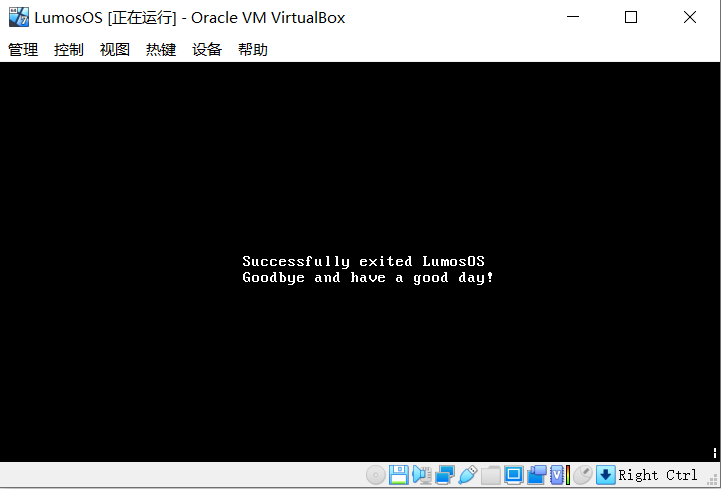 LumosOS [正在运行] - Oracle VM VirtualBox
管理 控制 视图 热键 设备 帮助
Successfully exited LumosOS
Goodbye and have a good day!
Right Ctrl